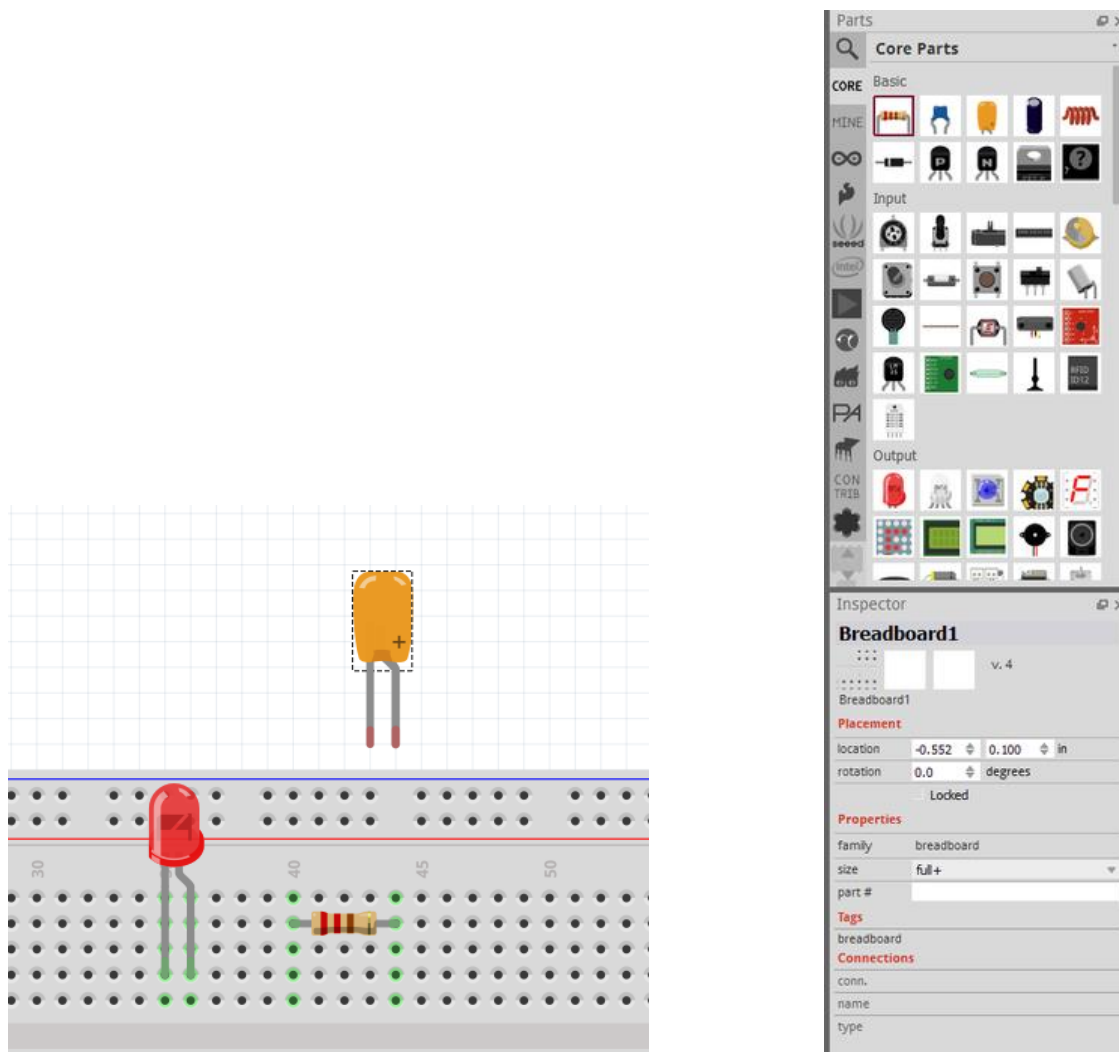 Parts
Core Parts
CORE
Basic
MINE
P
N
?
Input
seeed
intel
RFID
ID12
PA
Output
CON
TRIB
+
30
40
45
50
Inspector
Breadboard1
v. 4
Breadboard1
Placement
location -0.552 0.100 in
rotation 0.0 degrees
Locked
Properties
family breadboard
size full+
part #
Tags
breadboard
Connections
conn.
name
type